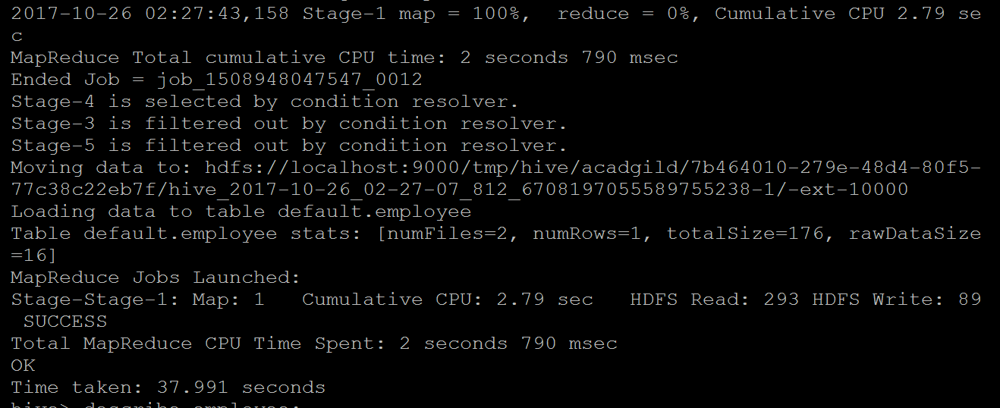 2017-10-26 02:27:43,158 Stage-1 map = 100%,  reduce = 0%, Cumulative CPU 2.79 se
c
MapReduce Total cumulative CPU time: 2 seconds 790 msec
Ended Job = job_1508948047547_0012
Stage-4 is selected by condition resolver.
Stage-3 is filtered out by condition resolver.
Stage-5 is filtered out by condition resolver.
Moving data to: hdfs://localhost:9000/tmp/hive/acadgild/7b464010-279e-48d4-80f5-
77c38c22eb7f/hive_2017-10-26_02-27-07_812_6708197055589755238-1/-ext-10000
Loading data to table default.employee
Table default.employee stats: [numFiles=2, numRows=1, totalSize=176, rawDataSize
=16]
MapReduce Jobs Launched:
Stage-Stage-1: Map: 1   Cumulative CPU: 2.79 sec   HDFS Read: 293 HDFS Write: 89
 SUCCESS
Total MapReduce CPU Time Spent: 2 seconds 790 msec
OK
Time taken: 37.991 seconds
hive> describe employee;